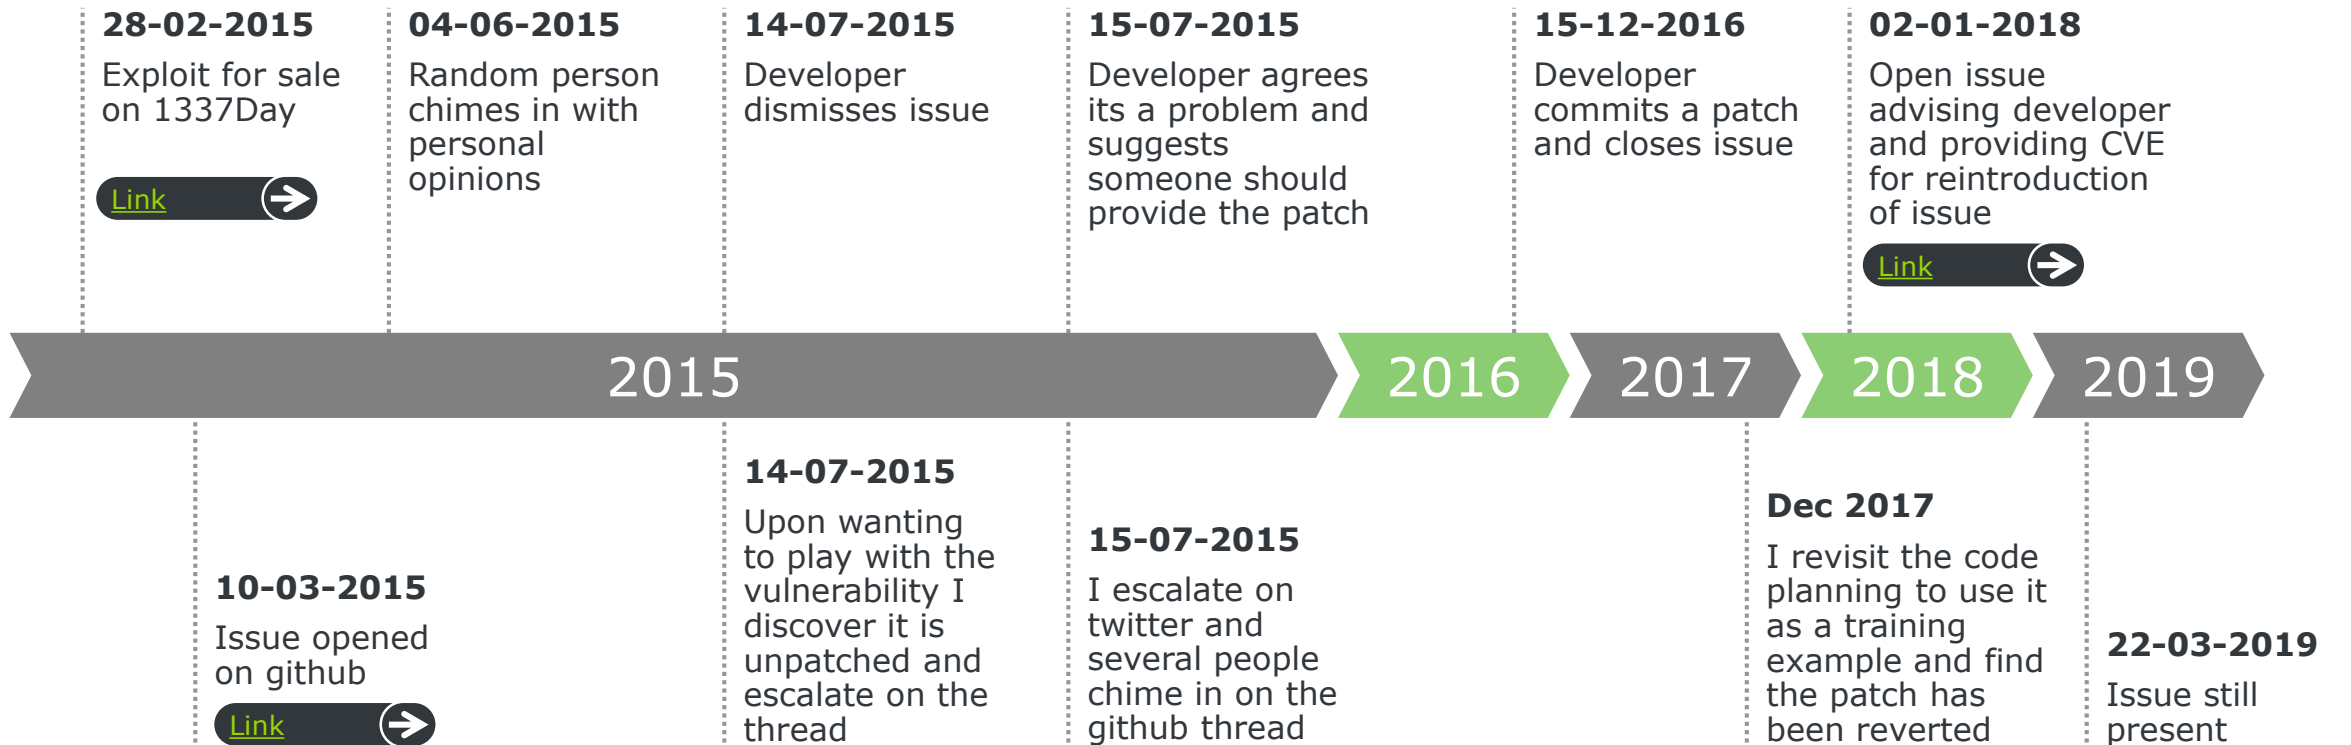 28-02-2015
Exploit for sale
on 1337Day
Link
04-06-2015
Random person
chimes in with
personal
opinions
14-07-2015
Developer
dismisses issue
15-07-2015
Developer agrees
its a problem and
suggests
someone should
provide the patch
15-12-2016
Developer
commits a patch
and closes issue
02-01-2018
Open issue
advising developer
and providing CVE
for reintroduction
of issue
Link
2015
2016
2017
2018
2019
10-03-2015
Issue opened
on github
Link
14-07-2015
Upon wanting
to play with the
vulnerability I
discover it is
unpatched and
escalate on the
thread
15-07-2015
I escalate on
twitter and
several people
chime in on the
github thread
Dec 2017
I revisit the code
planning to use it
as a training
example and find
the patch has
been reverted
22-03-2019
Issue still
present